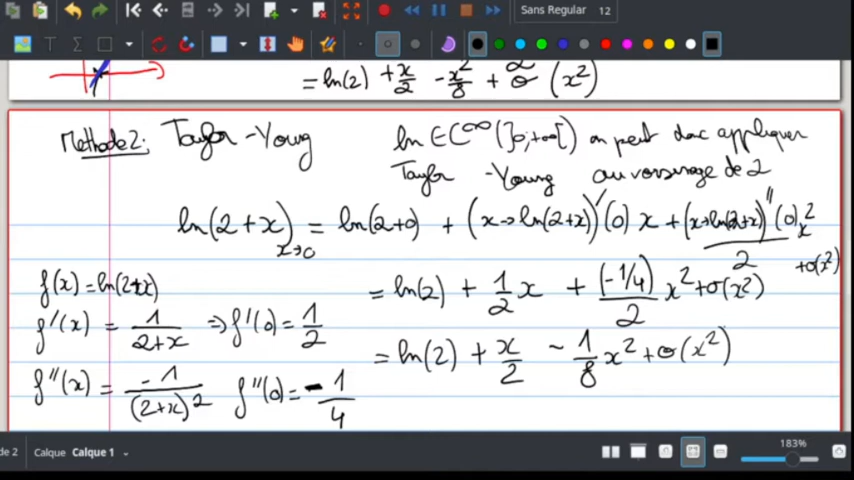 Sans Regular 12
= ln(2) + x/2 - x²/8 + o(x²)
Methode 2: Taylor-Young
ln ∈ C^∞(]0;+∞[) on peut donc appliquer
Taylor-Young au voisinage de 2
ln(2+x) = ln(2+0) + (x→ln(2+x))'(0) x + (x→ln(2+x))''(0)/2 x² + o(x²)
x→0
= ln(2) + 1/2 x + (-1/4)/2 x² + o(x²)
= ln(2) + x/2 - 1/8 x² + o(x²)
f(x) = ln(2+x)
f'(x) = 1/(2+x) ⇒ f'(0) = 1/2
f''(x) = -1/(2+x)² f''(0) = -1/4
de 2 Calque Calque 1
183%